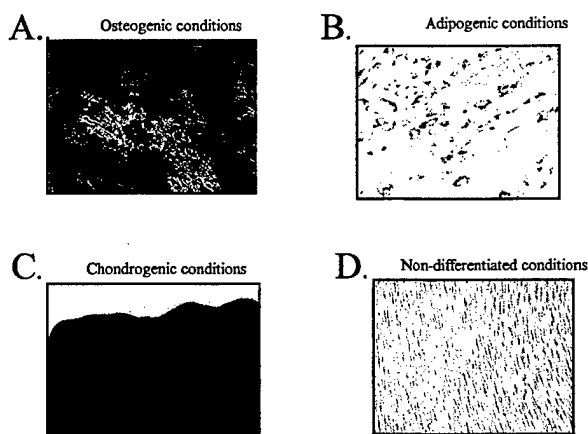 A. Osteogenic conditions
B. Adipogenic conditions
C. Chondrogenic conditions
D. Non-differentiated conditions